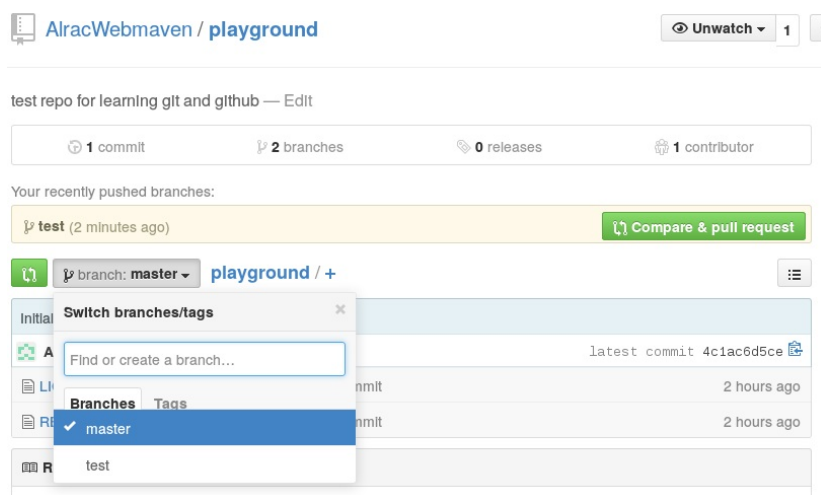 AlracWebmaven / playground
Unwatch
1
test repo for learning git and github — Edit
1 commit
2 branches
0 releases
1 contributor
Your recently pushed branches:
test (2 minutes ago)
Compare & pull request
branch: master
playground / +
Switch branches/tags
Initial
Find or create a branch...
A
latest commit 4c1ac6d5ce
Branches
Tags
2 hours ago
master
2 hours ago
test